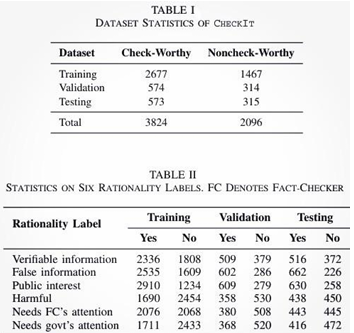 TABLE I
DATASET STATISTICS OF CHECKIT
Dataset Check-Worthy Noncheck-Worthy
Training 2677 1467
Validation 574 314
Testing 573 315
Total 3824 2096
TABLE II
STATISTICS ON SIX RATIONALITY LABELS. FC DENOTES FACT-CHECKER
Rationality Label Training Validation Testing
Yes No Yes No Yes No
Verifiable information 2336 1808 509 379 516 372
False information 2535 1609 602 286 662 226
Public interest 2910 1234 609 279 630 258
Harmful 1690 2454 358 530 438 450
Needs FC's attention 2076 2068 380 508 443 445
Needs govt's attention 1711 2433 368 520 416 472